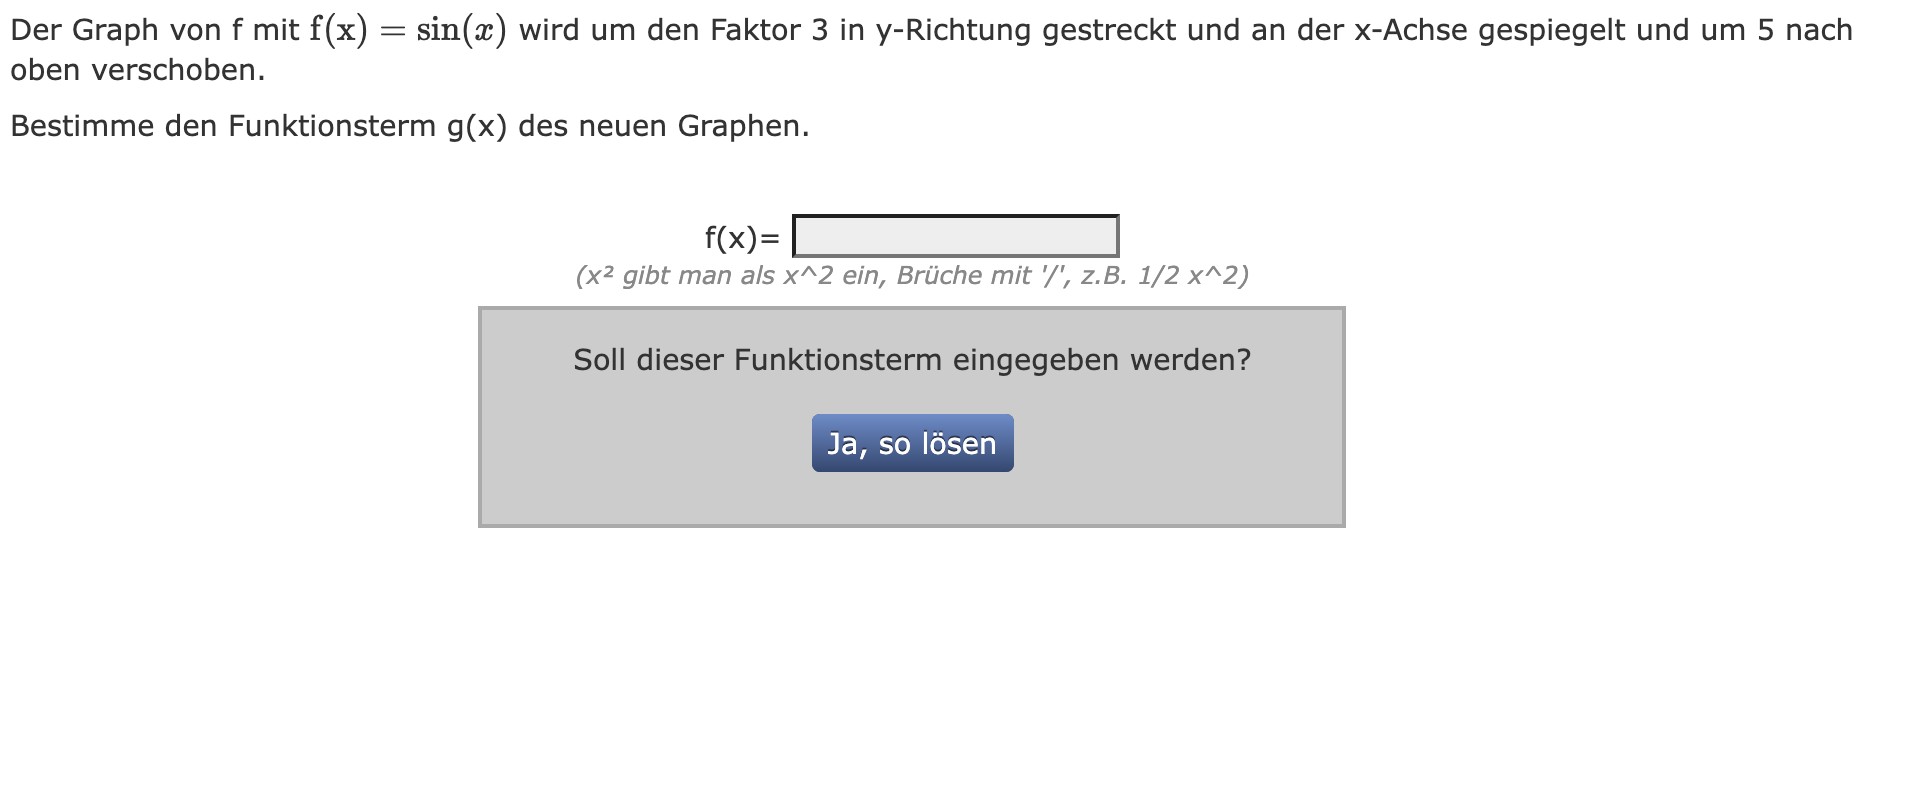 Der Graph von f mit f(x) = sin(x) wird um den Faktor 3 in y-Richtung gestreckt und an der x-Achse gespiegelt und um 5 nach
oben verschoben.
Bestimme den Funktionsterm g(x) des neuen Graphen.
f(x)=
(x² gibt man als x^2 ein, Brüche mit '/', z.B. 1/2 x^2)
Soll dieser Funktionsterm eingegeben werden?
Ja, so lösen